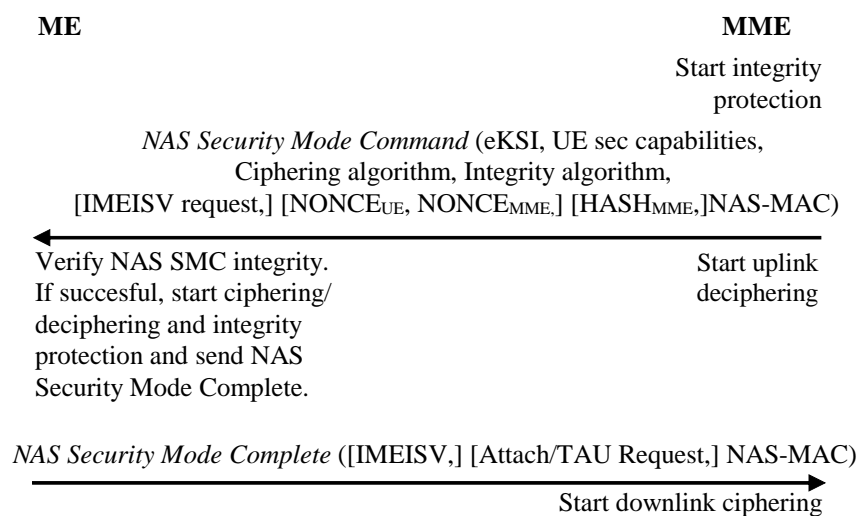 ME MME
Start integrity
protection
NAS Security Mode Command (eKSI, UE sec capabilities,
Ciphering algorithm, Integrity algorithm,
[IMEISV request,] [NONCEUE, NONCEMME,] [HASHMME,]NAS-MAC)
Verify NAS SMC integrity.
If succesful, start ciphering/
deciphering and integrity
protection and send NAS
Security Mode Complete.
Start uplink
deciphering
NAS Security Mode Complete ([IMEISV,] [Attach/TAU Request,] NAS-MAC)
Start downlink ciphering